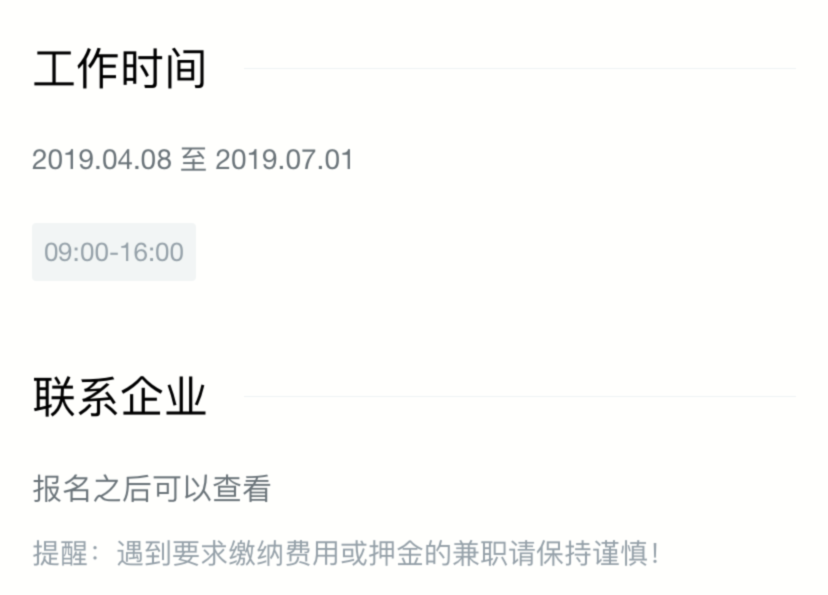 工作时间
2019.04.08 至 2019.07.01
09:00-16:00
联系企业
报名之后可以查看
提醒：遇到要求缴纳费用或押金的兼职请保持谨慎！